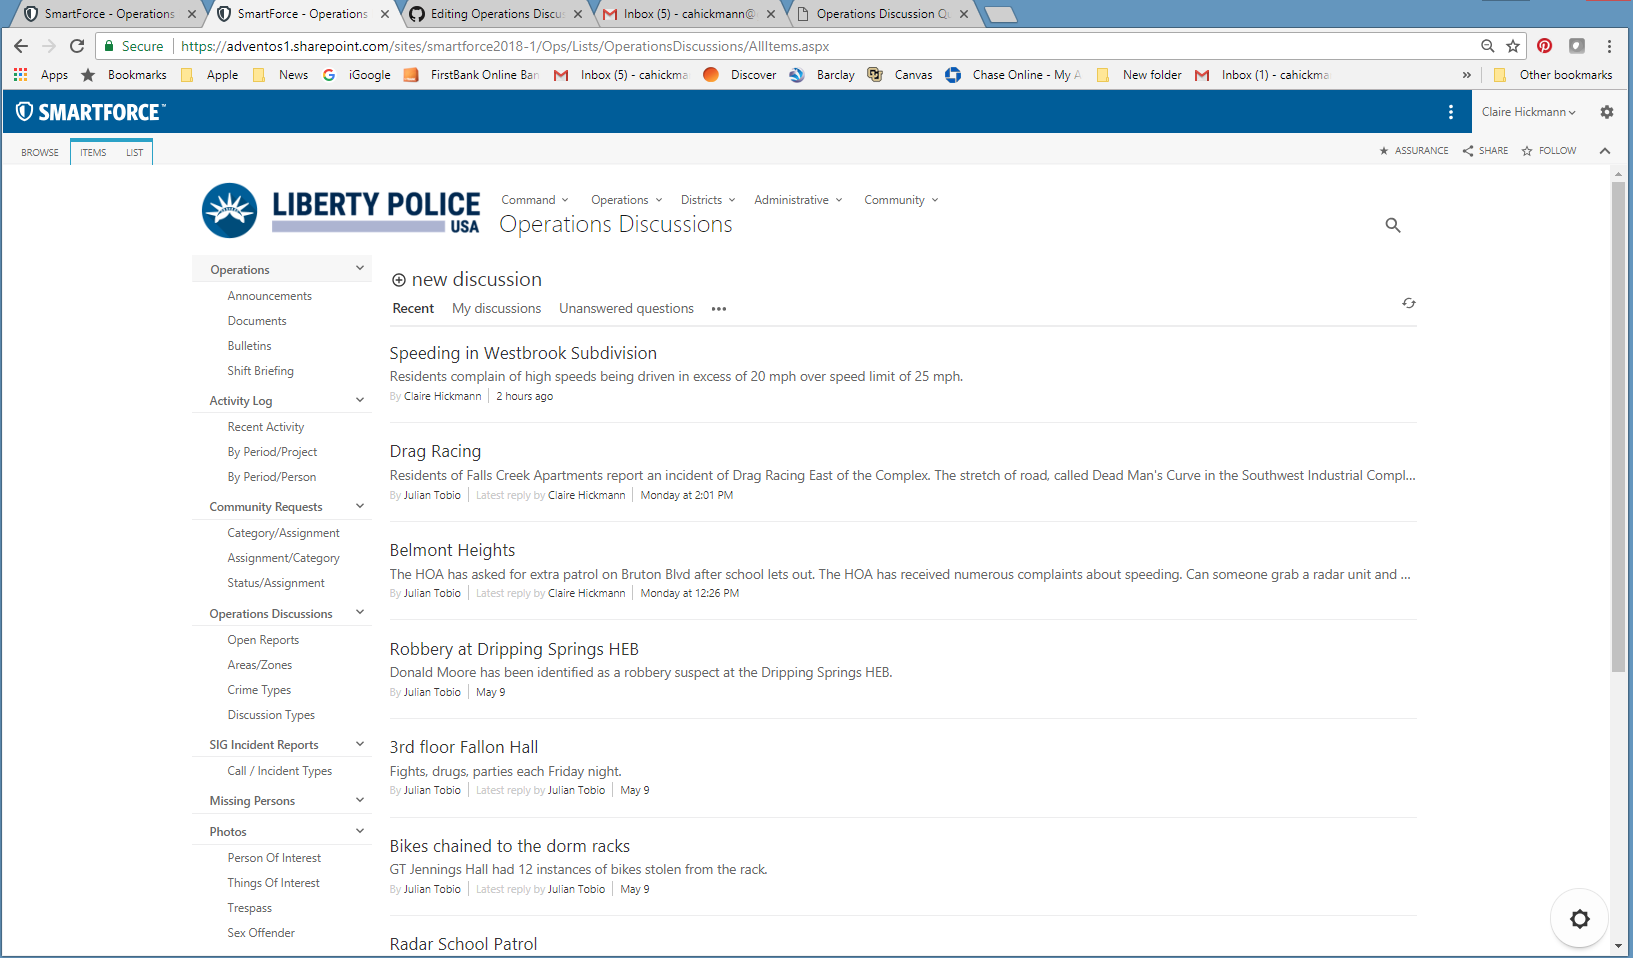 SmartForce - Operations
SmartForce - Operations
Editing Operations Discus
Inbox (5) - cahickmann@
Operations Discussion Qu
Secure
https://adventos1.sharepoint.com/sites/smartforce2018-1/Ops/Lists/OperationsDiscussions/AllItems.aspx
Apps
Bookmarks
Apple
News
iGoogle
FirstBank Online Ban
Inbox (5) - cahickma
Discover
Barclay
Canvas
Chase Online - My A
New folder
Inbox (1) - cahickma
»
Other bookmarks
SMARTFORCE™
Claire Hickmann
BROWSE
ITEMS
LIST
ASSURANCE
SHARE
FOLLOW
LIBERTY POLICE
USA
Command
Operations
Districts
Administrative
Community
Operations Discussions
Operations
Announcements
Documents
Bulletins
Shift Briefing
Activity Log
Recent Activity
By Period/Project
By Period/Person
Community Requests
Category/Assignment
Assignment/Category
Status/Assignment
Operations Discussions
Open Reports
Areas/Zones
Crime Types
Discussion Types
SIG Incident Reports
Call / Incident Types
Missing Persons
Photos
Person Of Interest
Things Of Interest
Trespass
Sex Offender
new discussion
Recent
My discussions
Unanswered questions
•••
Speeding in Westbrook Subdivision
Residents complain of high speeds being driven in excess of 20 mph over speed limit of 25 mph.
By Claire Hickmann | 2 hours ago
Drag Racing
Residents of Falls Creek Apartments report an incident of Drag Racing East of the Complex. The stretch of road, called Dead Man's Curve in the Southwest Industrial Compl...
By Julian Tobio | Latest reply by Claire Hickmann | Monday at 2:01 PM
Belmont Heights
The HOA has asked for extra patrol on Bruton Blvd after school lets out. The HOA has received numerous complaints about speeding. Can someone grab a radar unit and ...
By Julian Tobio | Latest reply by Claire Hickmann | Monday at 12:26 PM
Robbery at Dripping Springs HEB
Donald Moore has been identified as a robbery suspect at the Dripping Springs HEB.
By Julian Tobio | May 9
3rd floor Fallon Hall
Fights, drugs, parties each Friday night.
By Julian Tobio | Latest reply by Julian Tobio | May 9
Bikes chained to the dorm racks
GT Jennings Hall had 12 instances of bikes stolen from the rack.
By Julian Tobio | Latest reply by Julian Tobio | May 9
Radar School Patrol